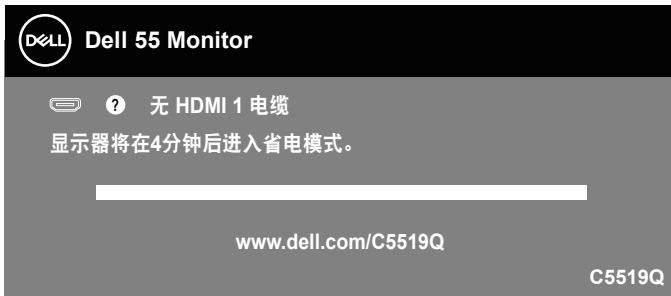 DELL Dell 55 Monitor
? 无 HDMI 1 电缆
显示器将在4分钟后进入省电模式。
www.dell.com/C5519Q
C5519Q